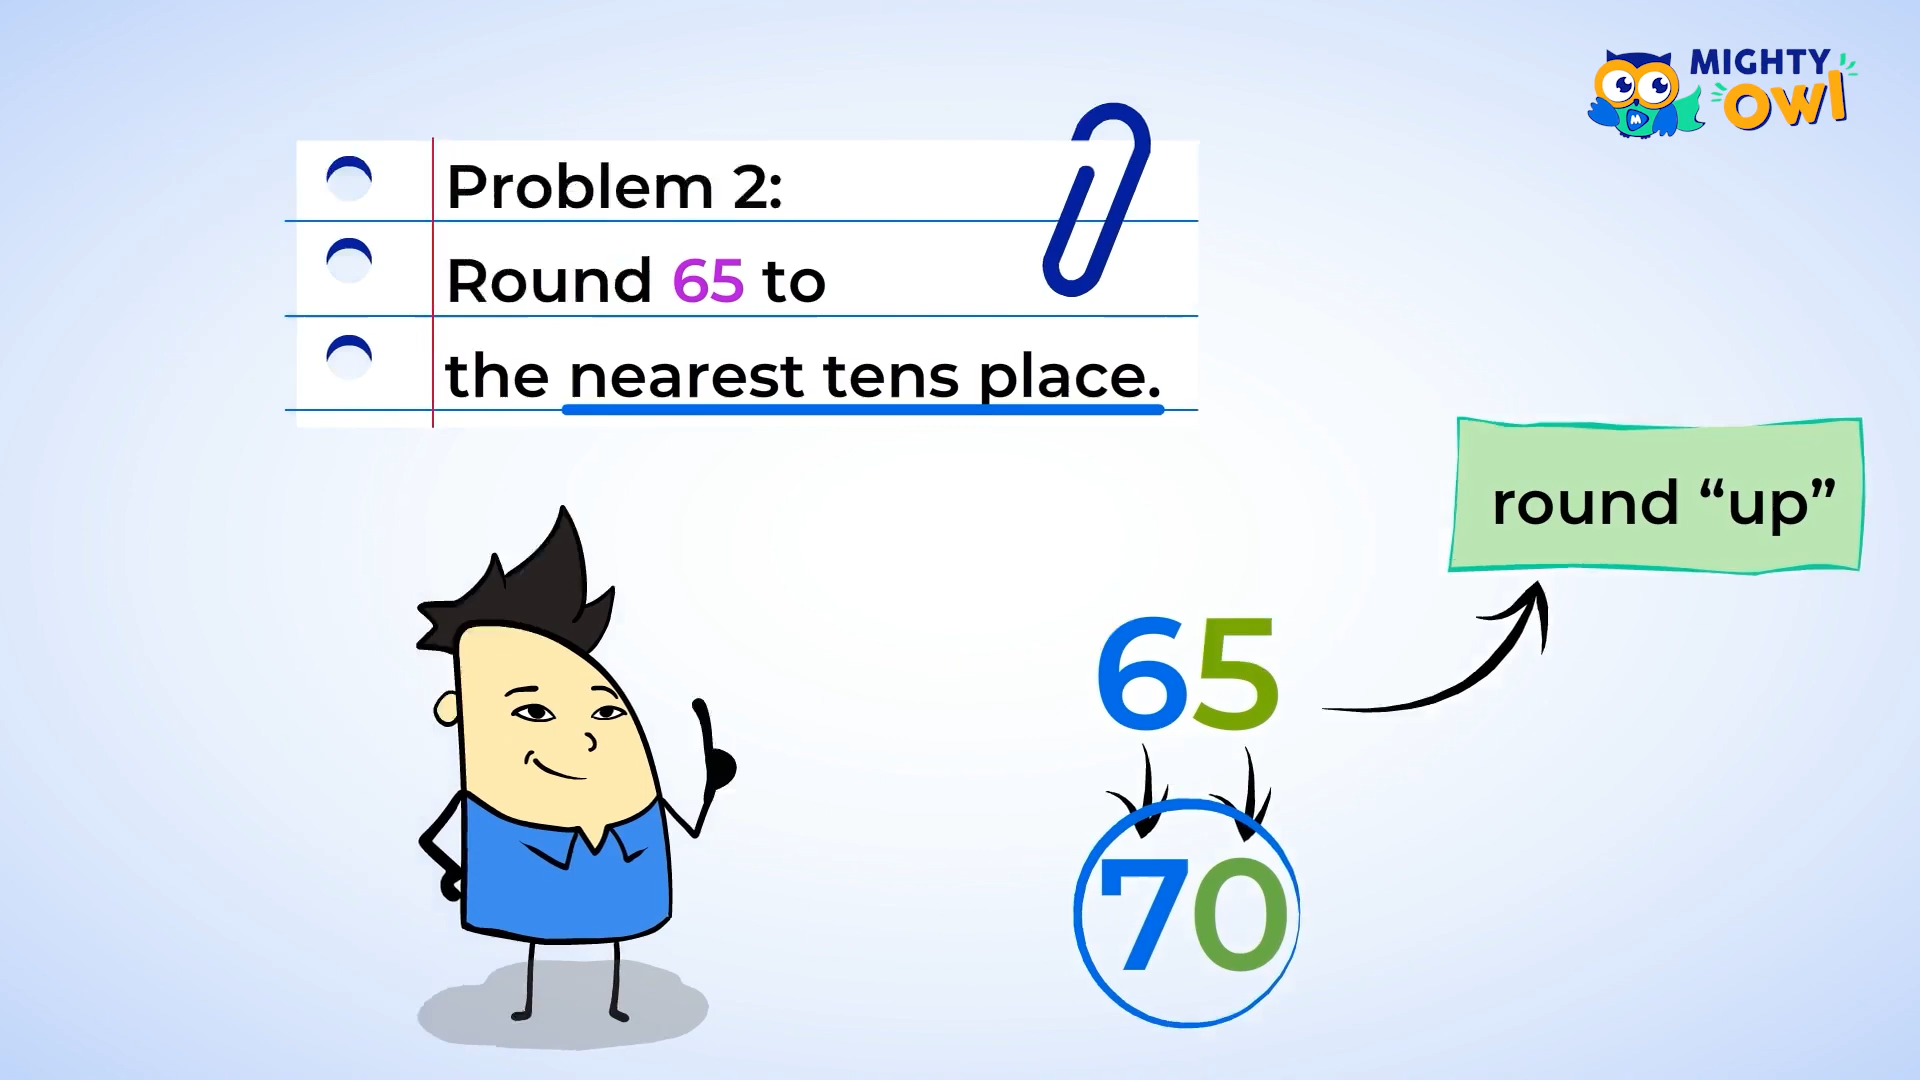 MIGHTY
Owl
Problem 2:
Round 65 to
the nearest tens place.
round “up”
65
70